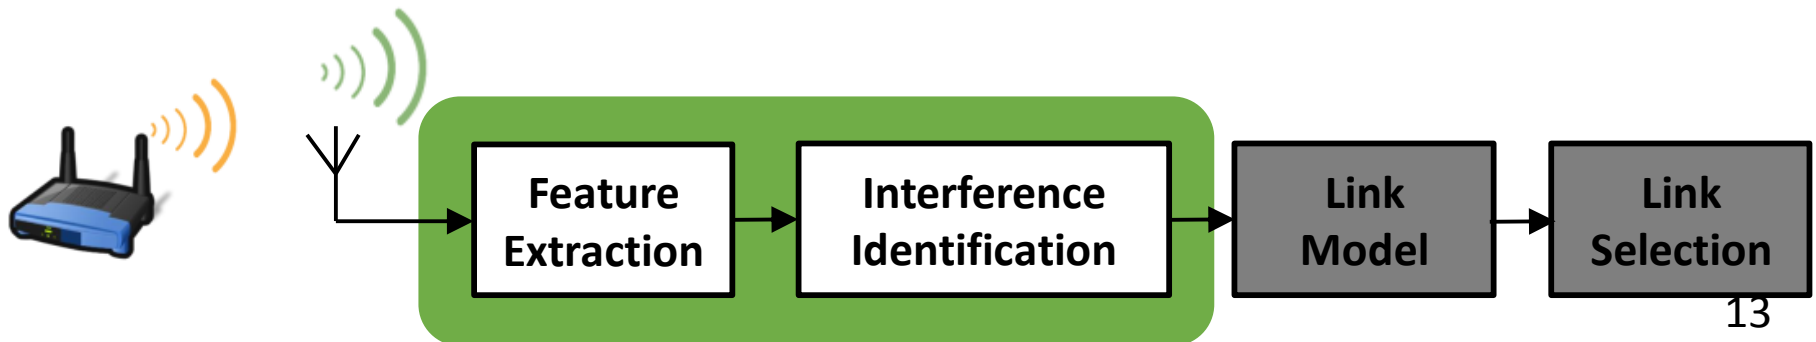 Feature
Extraction
Interference
Identification
Link
Model
Link
Selection
13